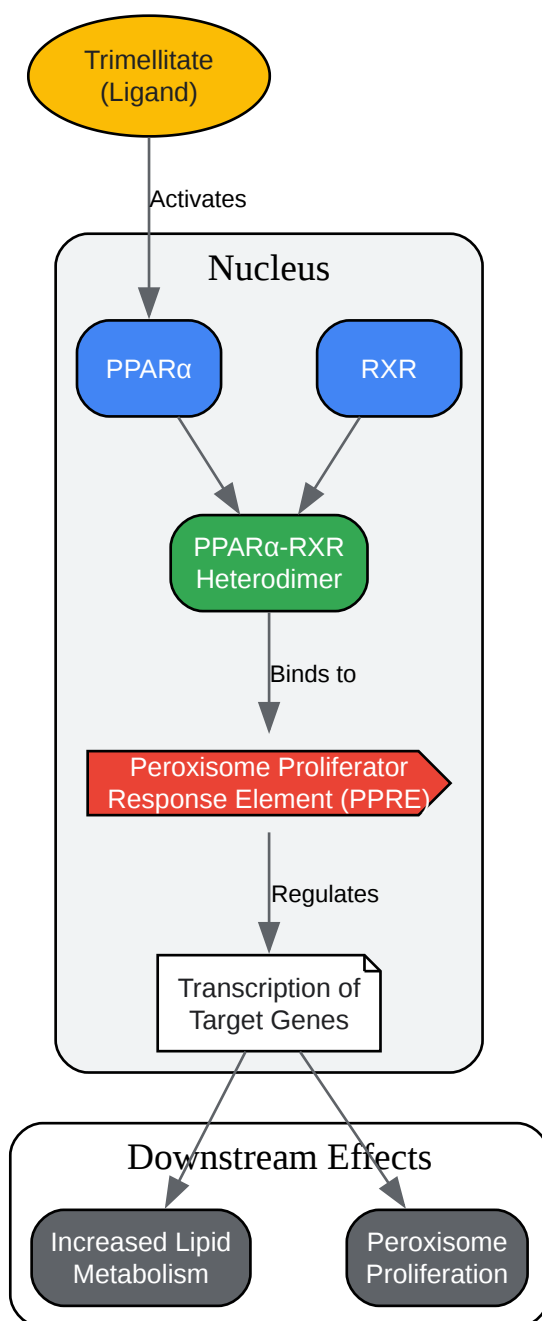 Trimellitate
(Ligand)
Activates
Nucleus
PPARα
RXR
PPARα-RXR
Heterodimer
Binds to
Peroxisome Proliferator
Response Element (PPRE)
Regulates
Transcription of
Target Genes
Downstream Effects
Increased Lipid
Metabolism
Peroxisome
Proliferation